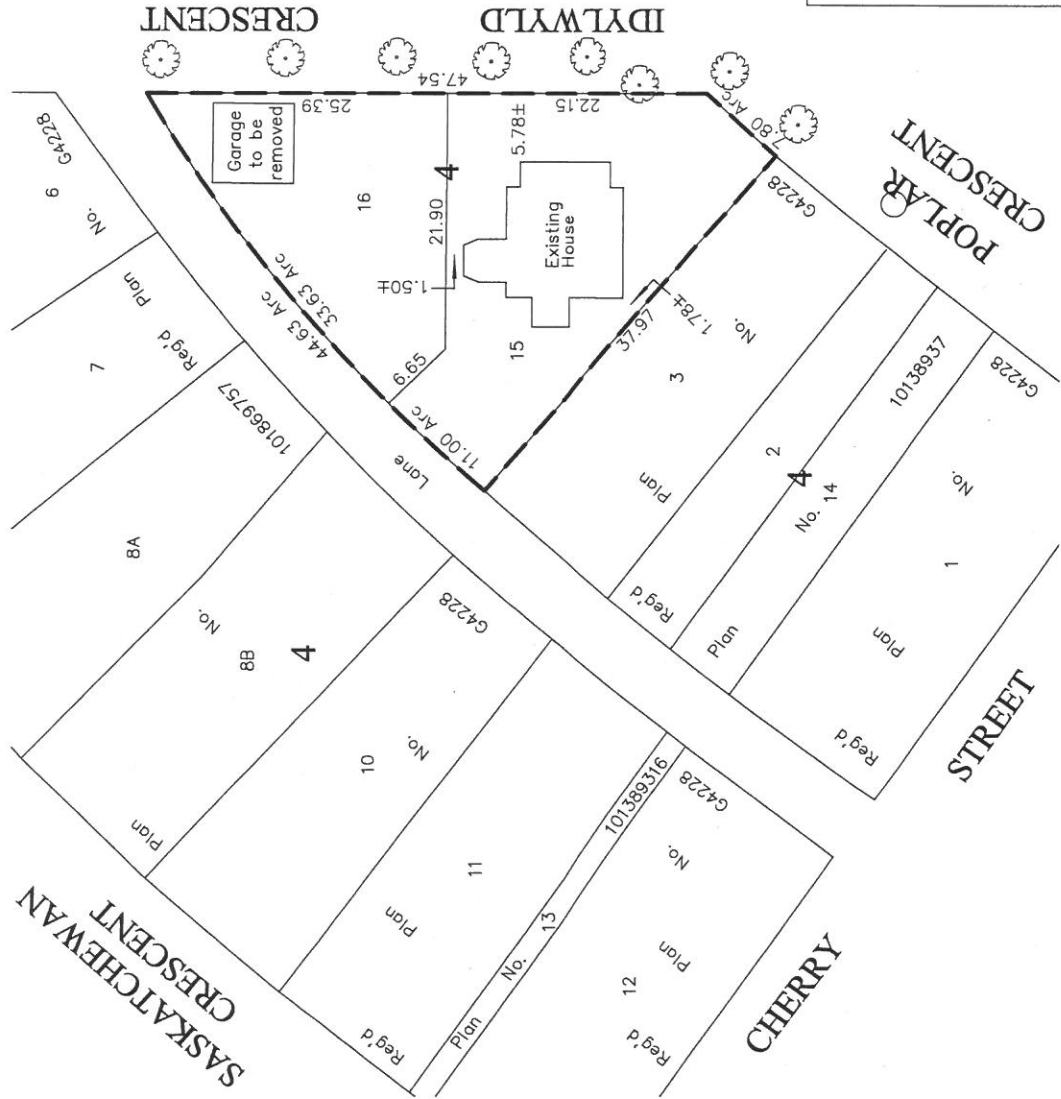 IDYLWYLD
CRESCENT
47.54
25.39
22.15
7.80 Arc
Garage
to be
removed
16
4
5.78±
21.90
1.50±
Existing
House
15
6.65
33.63 Arc
44.63 Arc
11.00 Arc
37.97
1.78±
Lane
6
No. G4228
7
Plan
Reg'd
101869757
8A
No.
8B
4
Plan
10
No.
G4228
11
Plan
Reg'd
Plan No. 13 101389316
12
Reg'd Plan No. G4228
3
Reg'd Plan No. G4228
2
4
Plan No. 14 10138937
1
Reg'd Plan No. G4228
POPLAR
CRESCENT
SASKATCHEWAN
CRESCENT
CHERRY
STREET